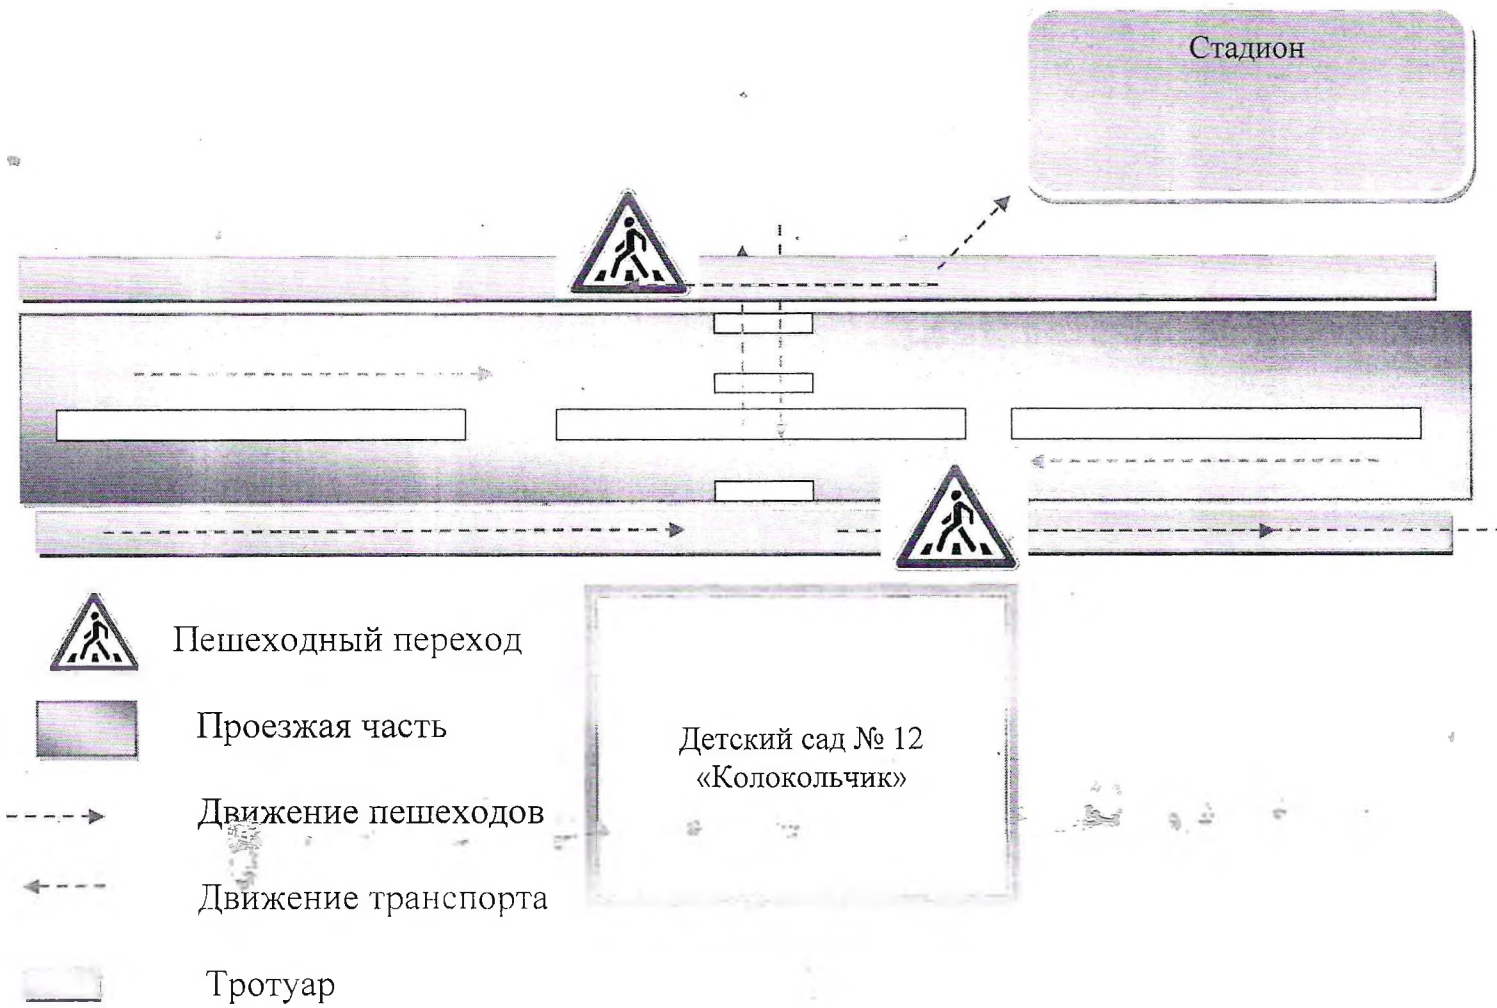 Стадион
Пешеходный переход
Проезжая часть
Движение пешеходов
Движение транспорта
Тротуар
Детский сад № 12
«Колокольчик»